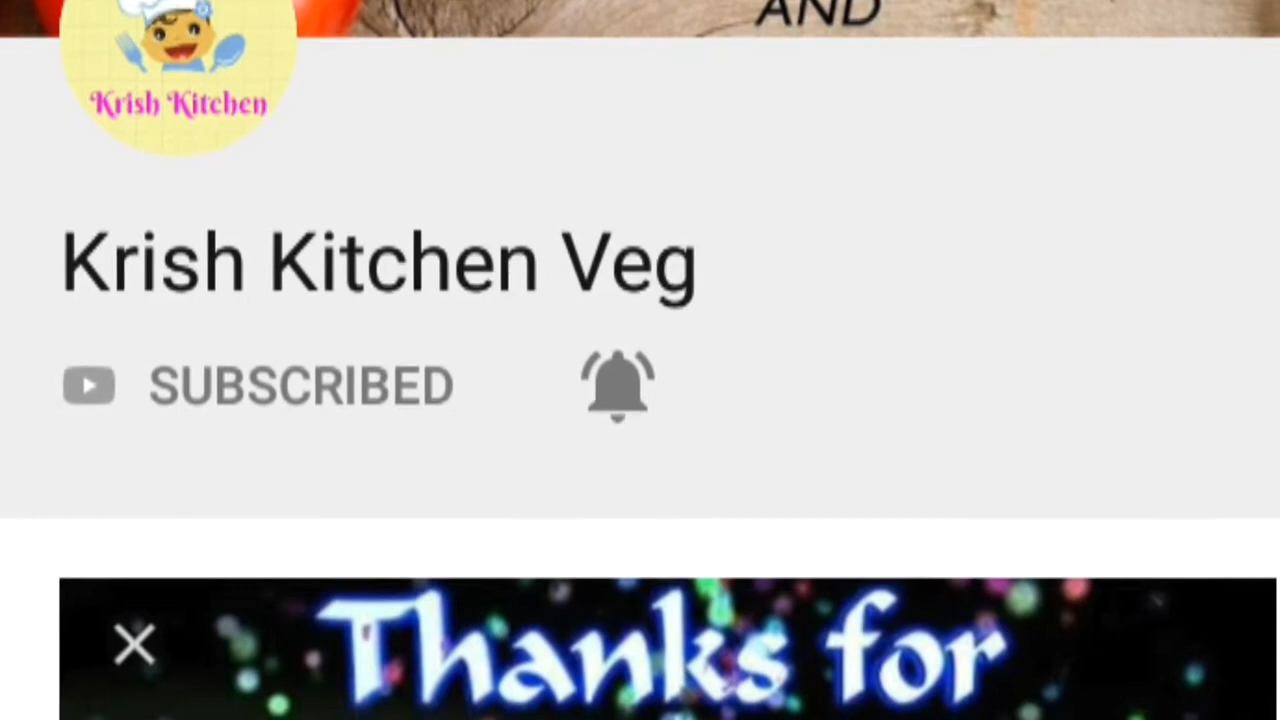 AND
Krish Kitchen
Krish Kitchen Veg
SUBSCRIBED
Thanks for